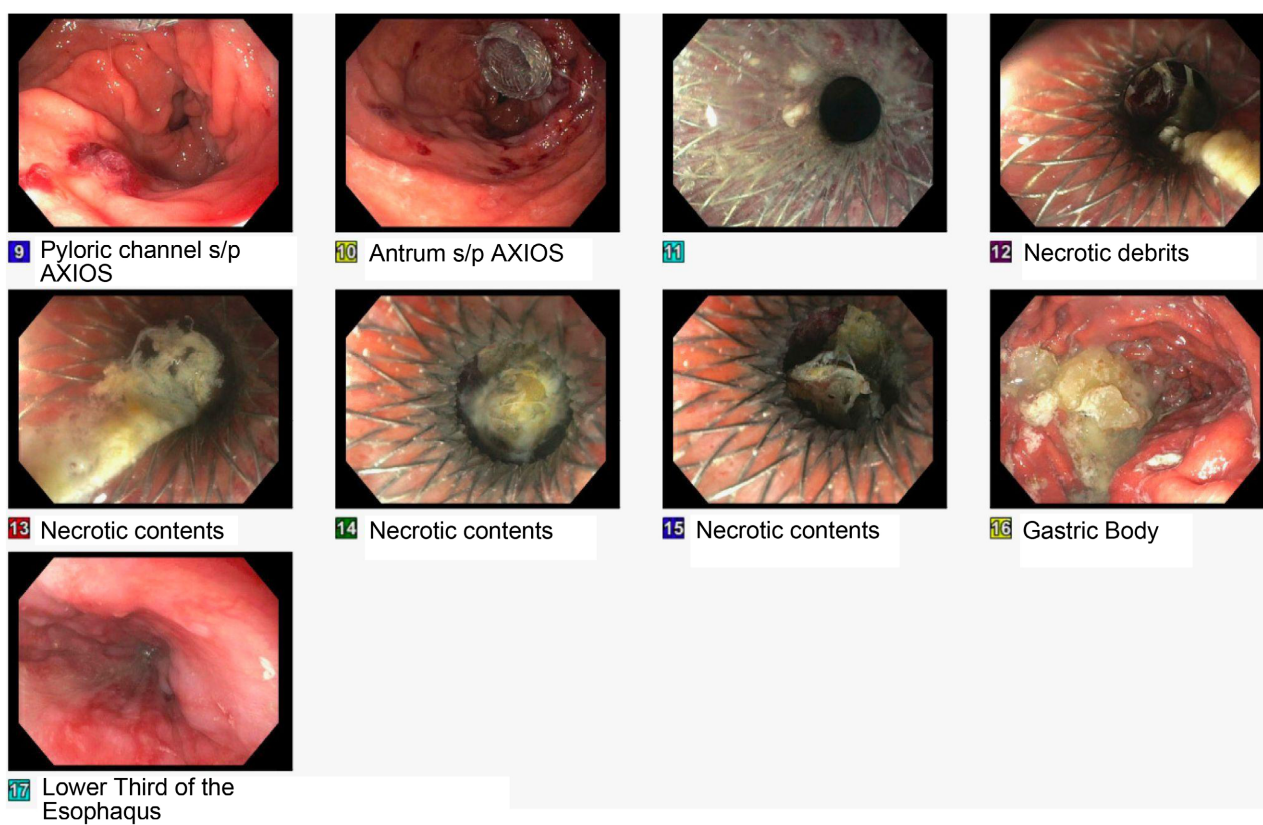 9 Pyloric channel s/p
AXIOS
10 Antrum s/p AXIOS
11
12 Necrotic debrits
13 Necrotic contents
14 Necrotic contents
15 Necrotic contents
16 Gastric Body
17 Lower Third of the
Esophaqus